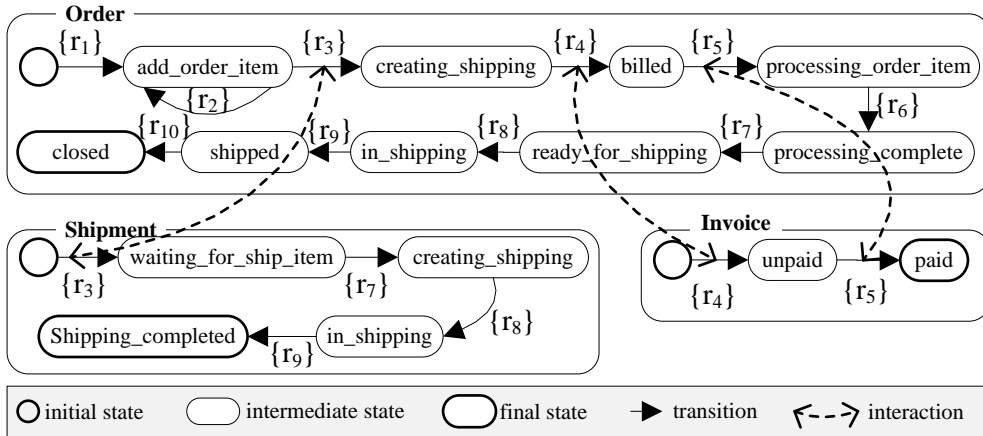 Order
{r1} {r3} {r4} {r5}
add_order_item creating_shipping billed processing_order_item
{r2} {r6}
{r10} {r9} {r8} {r7}
closed shipped in_shipping ready_for_shipping processing_complete
Shipment Invoice
waiting_for_ship_item creating_shipping unpaid paid
{r3} {r7} {r4} {r5}
{r8}
Shipping_completed in_shipping
{r9}
initial state intermediate state final state transition interaction